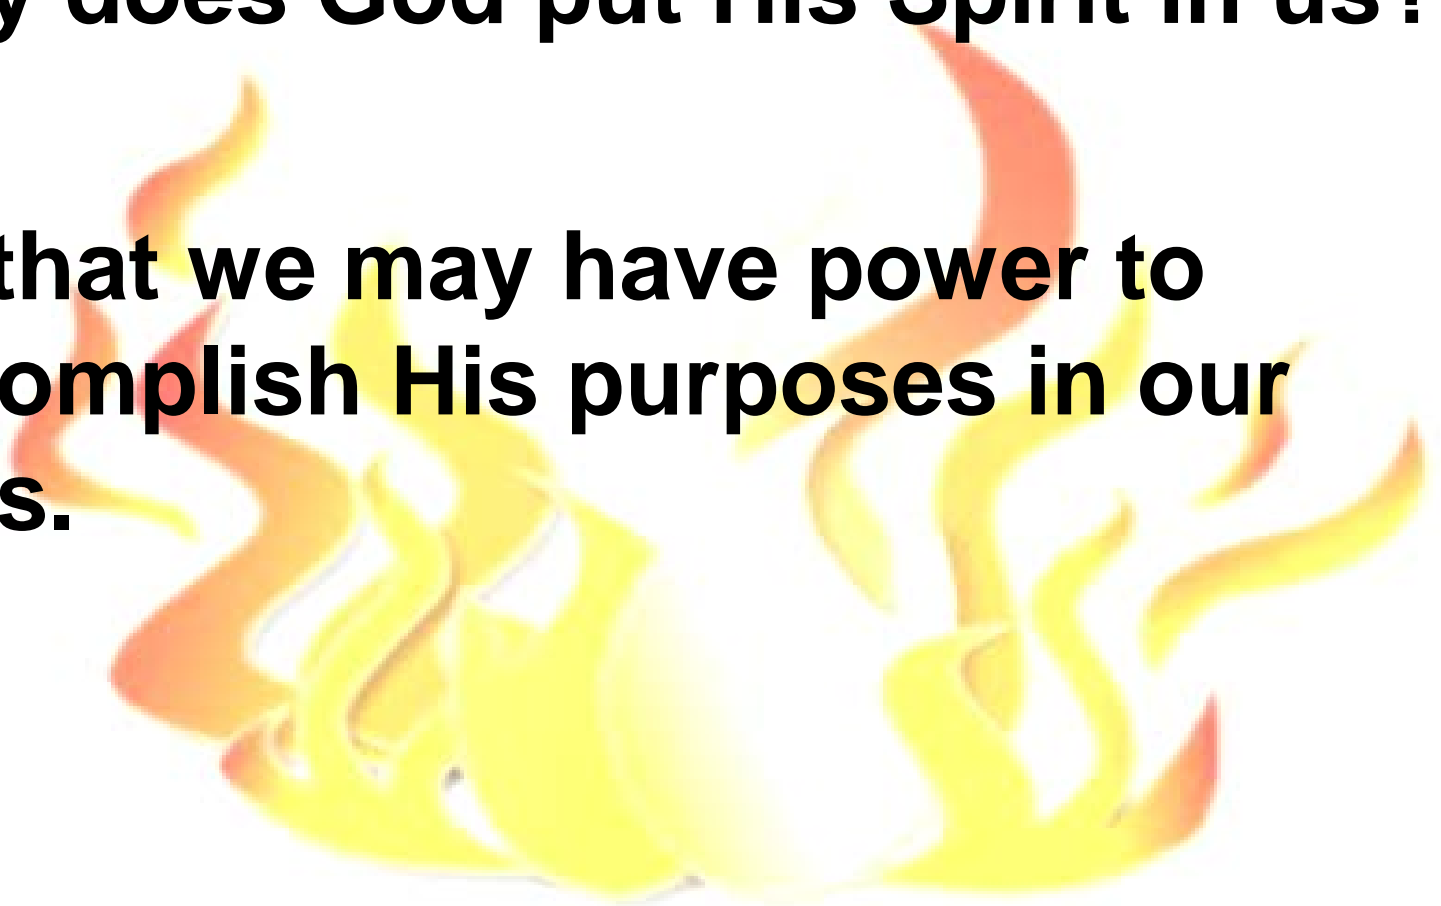 y does God put His Spirit in us?
that we may have power to
omplish His purposes in our
s.